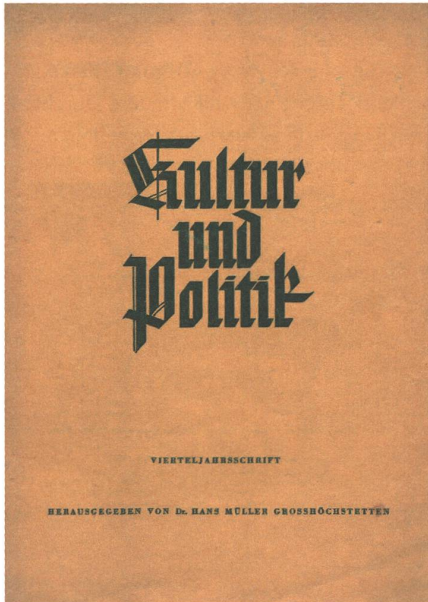 Kultur
und
Politik
VIERTELJAHRSSCHRIFT
HERAUSGEGEBEN VON Dr. HANS MÜLLER GROSSHÖCHSTETTEN